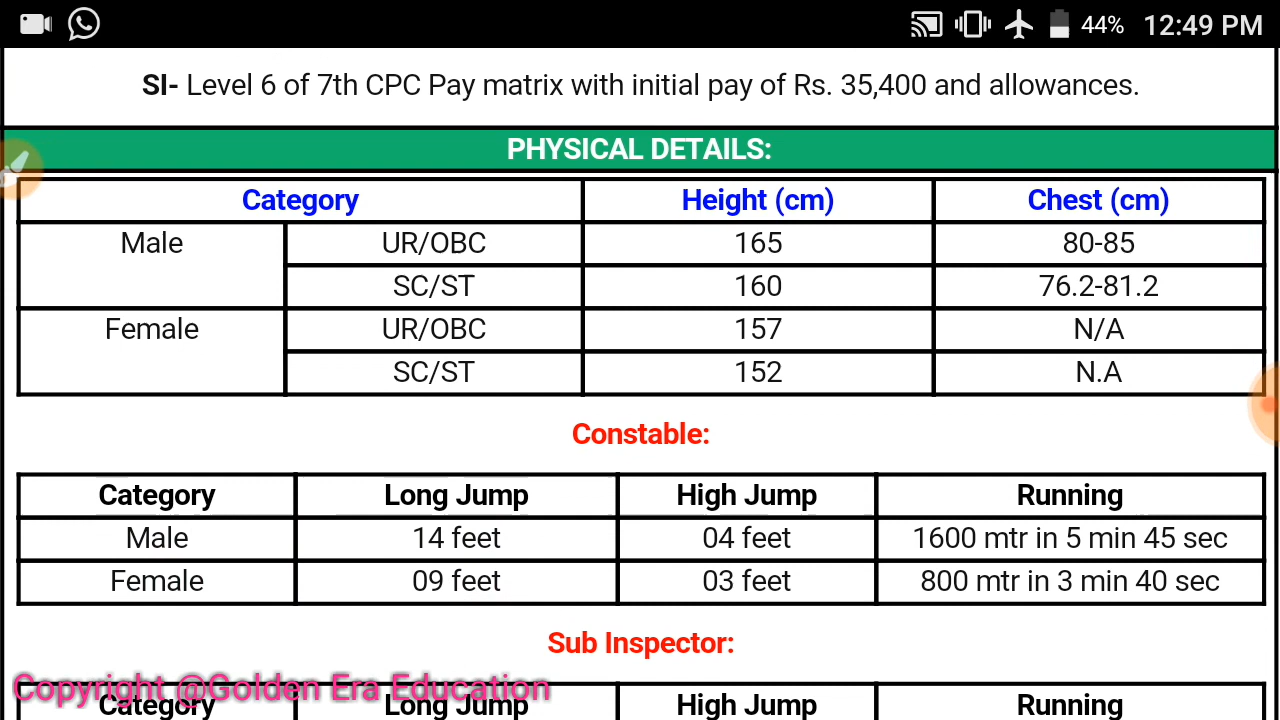 44% 12:49 PM
SI- Level 6 of 7th CPC Pay matrix with initial pay of Rs. 35,400 and allowances.
PHYSICAL DETAILS:
Category Height (cm) Chest (cm)
Male UR/OBC 165 80-85
SC/ST 160 76.2-81.2
Female UR/OBC 157 N/A
SC/ST 152 N.A
Constable:
Category Long Jump High Jump Running
Male 14 feet 04 feet 1600 mtr in 5 min 45 sec
Female 09 feet 03 feet 800 mtr in 3 min 40 sec
Sub Inspector:
Copyright @Golden Era Education
Category Long Jump High Jump Running